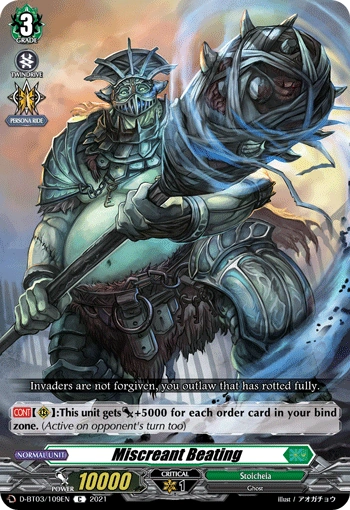 3
GRADE
TWINDRIVE
PERSONA RIDE
Invaders are not forgiven, you outlaw that has rotted fully.
CONT【】:This unit gets +5000 for each order card in your bind
zone. (Active on opponent's turn too)
NORMAL UNIT
Miscreant Beating
POWER 10000
CRITICAL
1
Stoicheia
Ghost
D-BT03/109EN C 2021
Illust / アオガチョウ